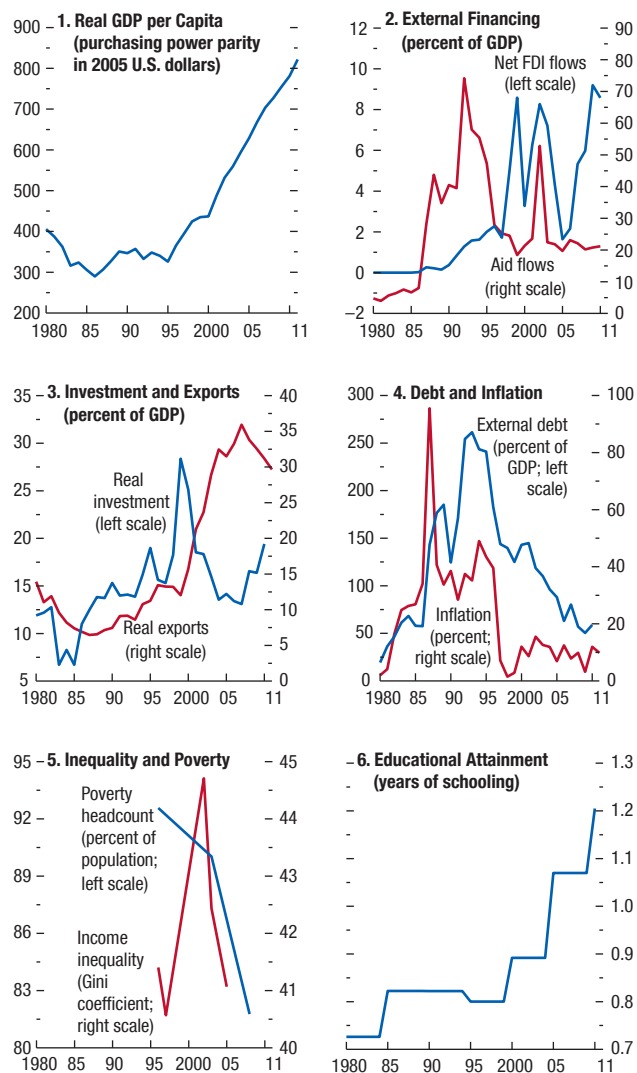 1. Real GDP per Capita
(purchasing power parity
in 2005 U.S. dollars)
900
800
700
600
500
400
300
200
1980 85 90 95 2000 05 11
2. External Financing
(percent of GDP)
Net FDI flows
(left scale)
Aid flows
(right scale)
12
10
8
6
4
2
0
−2
90
80
70
60
50
40
30
20
10
0
1980 85 90 95 2000 05 11
3. Investment and Exports
(percent of GDP)
Real
investment
(left scale)
Real exports
(right scale)
35
30
25
20
15
10
5
40
35
30
25
20
15
10
5
0
1980 85 90 95 2000 05 11
4. Debt and Inflation
External debt
(percent of
GDP; left
scale)
Inflation
(percent;
right scale)
300
250
200
150
100
50
0
100
80
60
40
20
0
1980 85 90 95 2000 05 11
5. Inequality and Poverty
Poverty
headcount
(percent of
population;
left scale)
Income
inequality
(Gini
coefficient;
right scale)
95
92
89
86
83
80
45
44
43
42
41
40
1980 85 90 95 2000 05 11
6. Educational Attainment
(years of schooling)
1.3
1.2
1.1
1.0
0.9
0.8
0.7
1980 85 90 95 2000 05 11